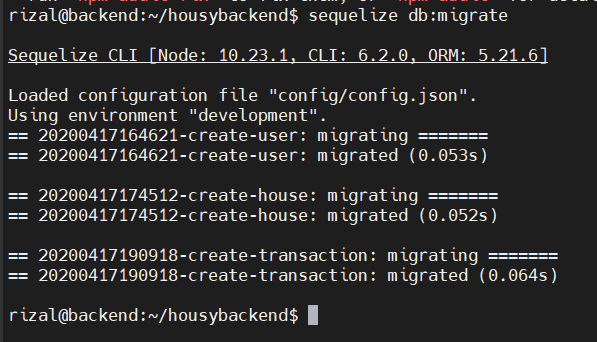 rizal@backend:~/housybackend$ sequelize db:migrate
Sequelize CLI [Node: 10.23.1, CLI: 6.2.0, ORM: 5.21.6]
Loaded configuration file "config/config.json".
Using environment "development".
== 20200417164621-create-user: migrating =======
== 20200417164621-create-user: migrated (0.053s)
== 20200417174512-create-house: migrating =======
== 20200417174512-create-house: migrated (0.052s)
== 20200417190918-create-transaction: migrating =======
== 20200417190918-create-transaction: migrated (0.064s)
rizal@backend:~/housybackend$